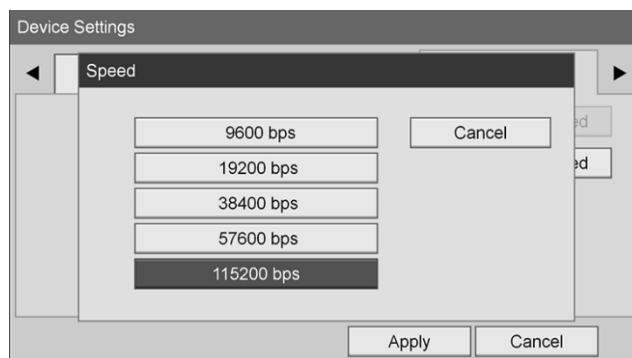 Device Settings
Speed
9600 bps
Cancel
19200 bps
38400 bps
57600 bps
115200 bps
Apply
Cancel